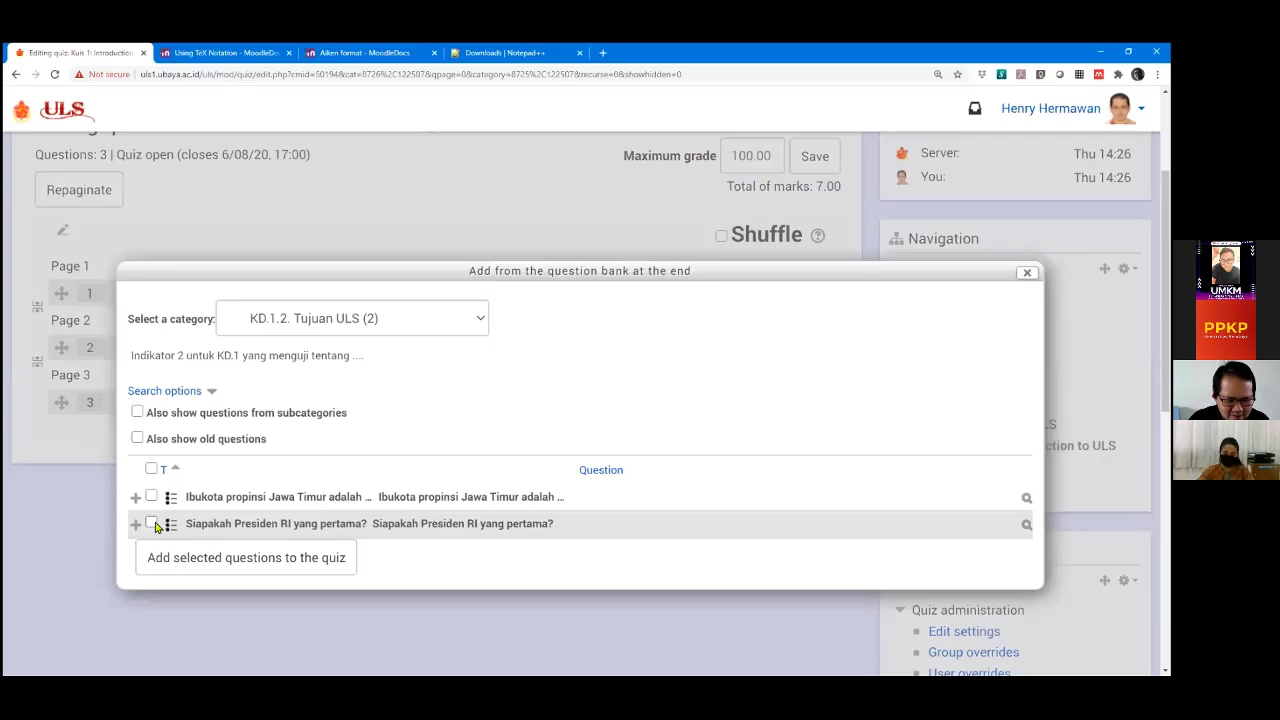 Editing quiz: Kuis 1: Introduction
Using TeX Notation - MoodleDoc
Aiken format - MoodleDocs
Downloads | Notepad++
Not secure
uls1.ubaya.ac.id/uls/mod/quiz/edit.php?cmid=50194&cat=8726%2C122507&qpage=0&category=8725%2C122507&recurse=0&showhidden=0
ULS
Henry Hermawan
Questions: 3 | Quiz open (closes 6/08/20, 17:00)
Maximum grade
100.00
Save
Total of marks: 7.00
Repaginate
Shuffle
Page 1
1
Page 2
2
Page 3
3
Server:
Thu 14:26
You:
Thu 14:26
Navigation
Add from the question bank at the end
Select a category:
KD.1.2. Tujuan ULS (2)
Indikator 2 untuk KD.1 yang menguji tentang ....
Search options
Also show questions from subcategories
Also show old questions
T
Question
Ibukota propinsi Jawa Timur adalah ... Ibukota propinsi Jawa Timur adalah ...
Siapakah Presiden RI yang pertama? Siapakah Presiden RI yang pertama?
Add selected questions to the quiz
ction to ULS
Quiz administration
Edit settings
Group overrides
User overrides
UMKM
PPKP